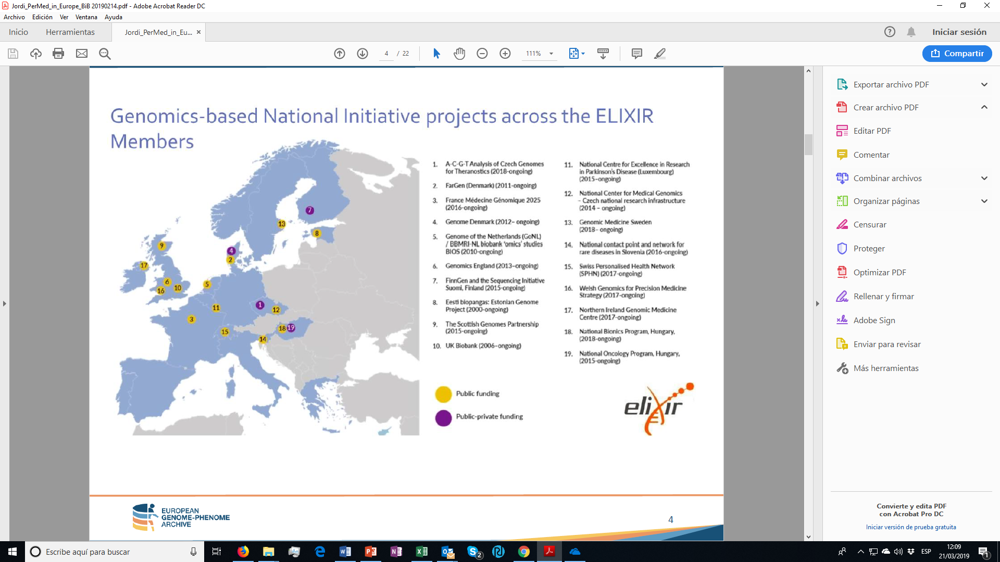 Jordi_PerMed_in_Europe_BiB 20190214.pdf - Adobe Acrobat Reader DC
Archivo Edición Ver Ventana Ayuda
Inicio Herramientas Jordi_PerMed_in_Eu... × Iniciar sesión
4 / 22 111% Compartir
Genomics-based National Initiative projects across the ELIXIR
Members
1. A-C-G-T Analysis of Czech Genomes
for Theranostics (2018-ongoing)
2. FarGen (Denmark) (2011-ongoing)
3. France Médecine Génomique 2025
(2016-ongoing)
4. Genome Denmark (2012– ongoing)
5. Genome of the Netherlands (GoNL)
/ BBMRI-NL biobank ‘omics’ studies
BIOS (2010-ongoing)
6. Genomics England (2013–ongoing)
7. FinnGen and the Sequencing Initiative
Suomi, Finland (2015-ongoing)
8. Eesti biopangas: Estonian Genome
Project (2000-ongoing)
9. The Scottish Genomes Partnership
(2015-ongoing)
10. UK Biobank (2006–ongoing)
11. National Centre for Excellence in Research
in Parkinson's Disease (Luxembourg)
(2015–ongoing)
12. National Center for Medical Genomics
- Czech national research infrastructure
(2014 – ongoing)
13. Genomic Medicine Sweden
(2018– ongoing)
14. National contact point and network for
rare diseases in Slovenia (2016-ongoing)
15. Swiss Personalised Health Network
(SPHN) (2017-ongoing)
16. Welsh Genomics for Precision Medicine
Strategy (2017-ongoing)
17. Northern Ireland Genomic Medicine
Centre (2017-ongoing)
18. National Bionics Program, Hungary,
(2018-ongoing)
19. National Oncology Program, Hungary,
(2015-ongoing)
7
13
8
9
4
2
17
6
10
16
5
1
12
11
3
15
18 19
14
Public funding
Public-private funding
elixir
EUROPEAN
GENOME-PHENOME
ARCHIVE
4
Exportar archivo PDF
Crear archivo PDF
Editar PDF
Comentar
Combinar archivos
Organizar páginas
Censurar
Proteger
Optimizar PDF
Rellenar y firmar
Adobe Sign
Enviar para revisar
Más herramientas
Convierte y edita PDF
con Acrobat Pro DC
Iniciar versión de prueba gratuita
Escribe aquí para buscar
2
ESP
12:09
21/03/2019
1